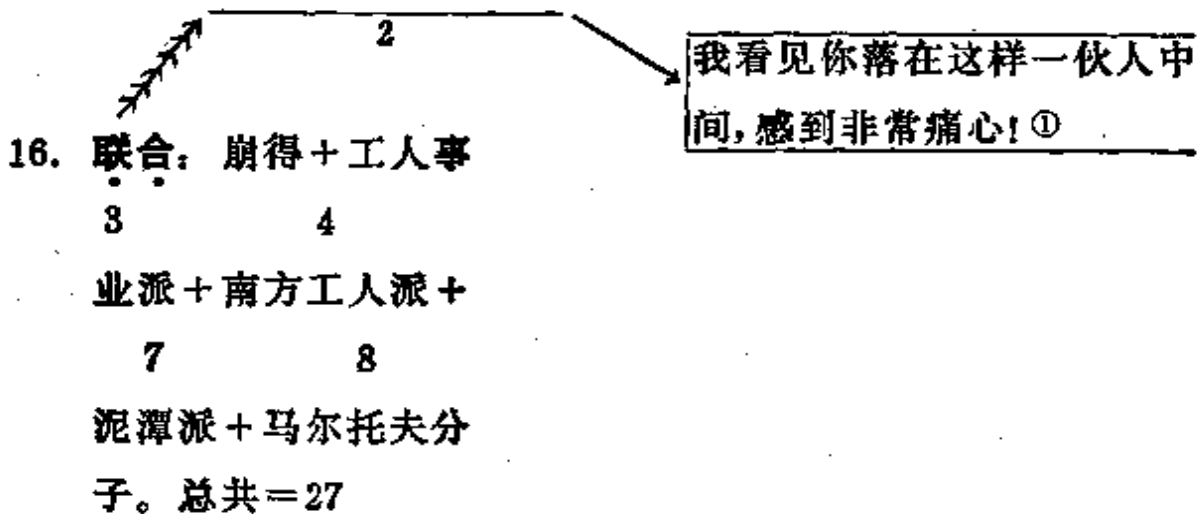 2
我看见你落在这样一伙人中
间,感到非常痛心!①
16. 联合:崩得+工人事
3 4
业派+南方工人派+
7 8
泥潭派+马尔托夫分
子。总共=27